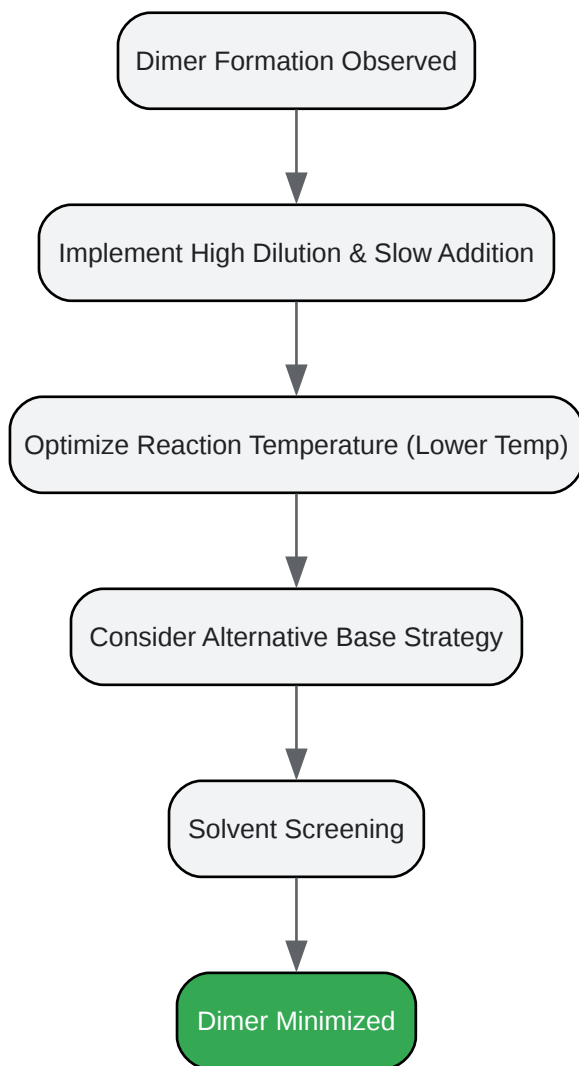 Dimer Formation Observed
Implement High Dilution & Slow Addition
Optimize Reaction Temperature (Lower Temp)
Consider Alternative Base Strategy
Solvent Screening
Dimer Minimized